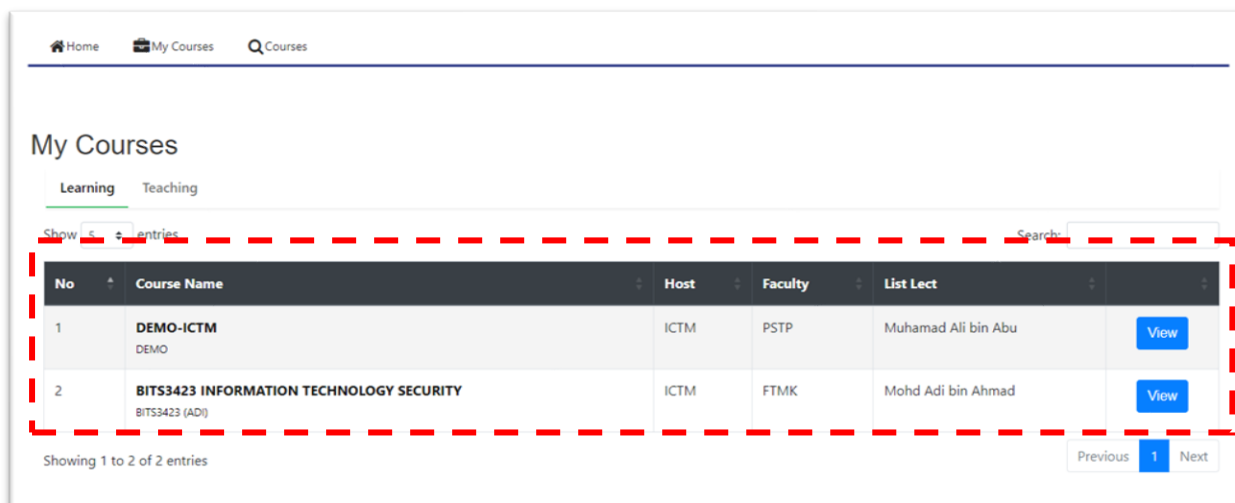 Home My Courses Courses
My Courses
Learning Teaching
Show 5 entries Search:
No Course Name Host Faculty List Lect
1 DEMO-ICTM ICTM PSTP Muhamad Ali bin Abu View
DEMO
2 BITS3423 INFORMATION TECHNOLOGY SECURITY ICTM FTMK Mohd Adi bin Ahmad View
BITS3423 (ADI)
Showing 1 to 2 of 2 entries Previous 1 Next